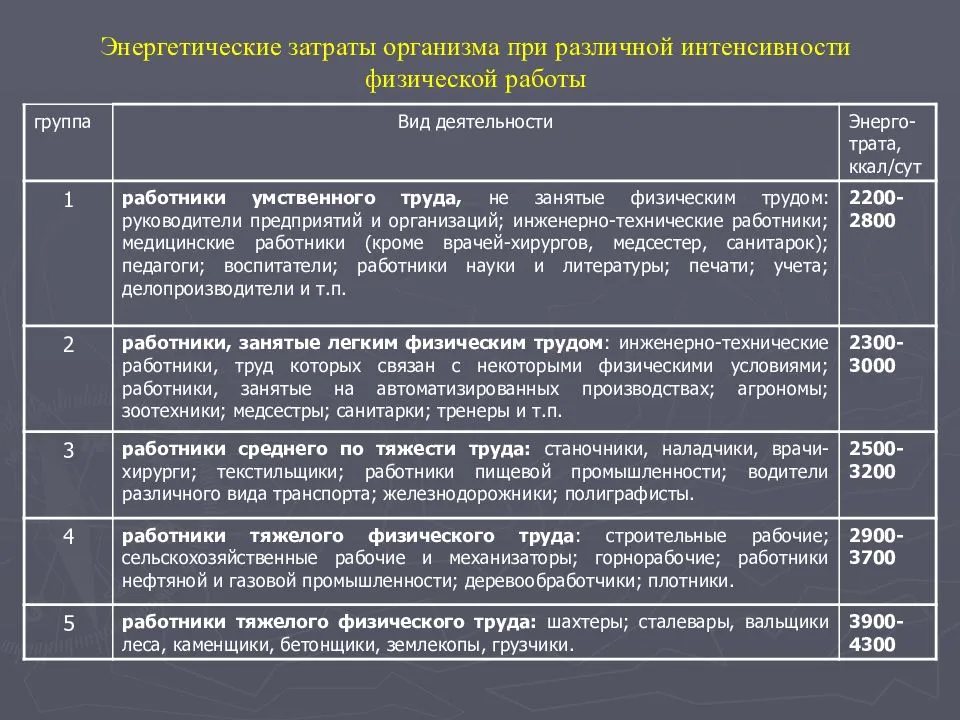 Энергетические затраты организма при различной интенсивности
физической работы
группа
Вид деятельности
Энерго-
трата,
ккал/сут
1
работники умственного труда, не занятые физическим трудом:
руководители предприятий и организаций; инженерно-технические работники;
медицинские работники (кроме врачей-хирургов, медсестер, санитарок);
педагоги; воспитатели; работники науки и литературы; печати; учета;
делопроизводители и т.п.
2200-
2800
2
работники, занятые легким физическим трудом: инженерно-технические
работники, труд которых связан с некоторыми физическими условиями;
работники, занятые на автоматизированных производствах; агрономы;
зоотехники; медсестры; санитарки; тренеры и т.п.
2300-
3000
3
работники среднего по тяжести труда: станочники, наладчики, врачи-
хирурги; текстильщики; работники пищевой промышленности; водители
различного вида транспорта; железнодорожники; полиграфисты.
2500-
3200
4
работники тяжелого физического труда: строительные рабочие;
сельскохозяйственные рабочие и механизаторы; горнорабочие; работники
нефтяной и газовой промышленности; деревообработчики; плотники.
2900-
3700
5
работники тяжелого физического труда: шахтеры; сталевары, вальщики
леса, каменщики, бетонщики, землекопы, грузчики.
3900-
4300